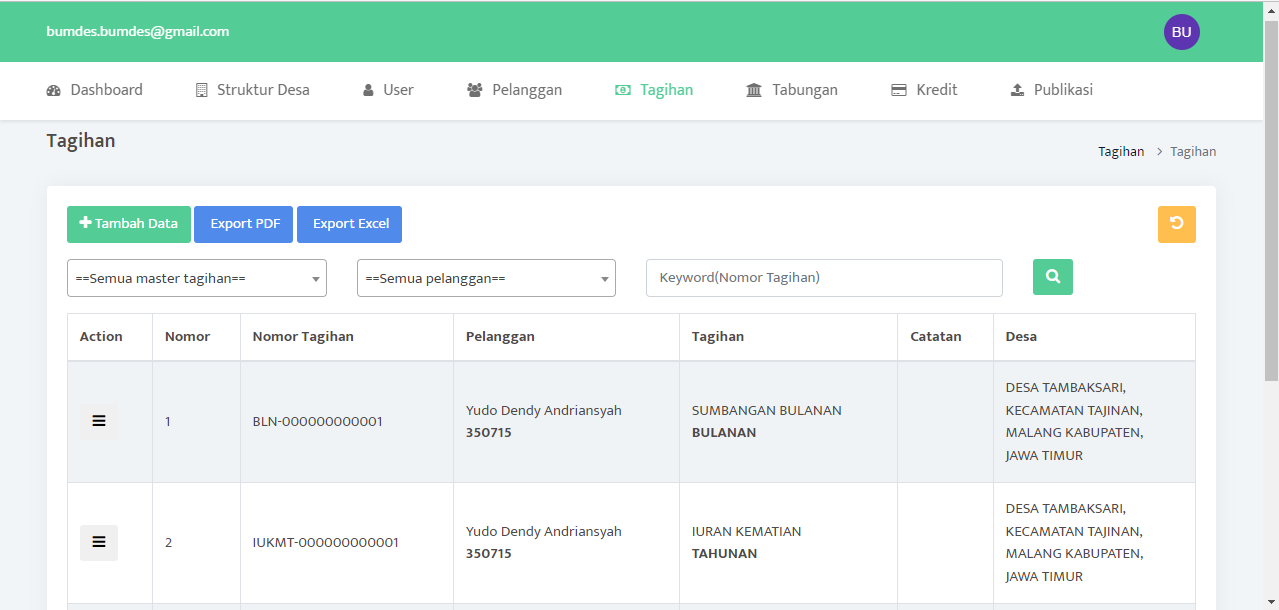 bumdes.bumdes@gmail.com
BU
Dashboard
Struktur Desa
User
Pelanggan
Tagihan
Tabungan
Kredit
Publikasi
Tagihan
Tagihan > Tagihan
Tambah Data
Export PDF
Export Excel
==Semua master tagihan==
==Semua pelanggan==
Keyword(Nomor Tagihan)
Action
Nomor
Nomor Tagihan
Pelanggan
Tagihan
Catatan
Desa
1
BLN-000000000001
Yudo Dendy Andriansyah
350715
SUMBANGAN BULANAN
BULANAN
DESA TAMBAKSARI,
KECAMATAN TAJINAN,
MALANG KABUPATEN,
JAWA TIMUR
2
IUKMT-000000000001
Yudo Dendy Andriansyah
350715
IURAN KEMATIAN
TAHUNAN
DESA TAMBAKSARI,
KECAMATAN TAJINAN,
MALANG KABUPATEN,
JAWA TIMUR